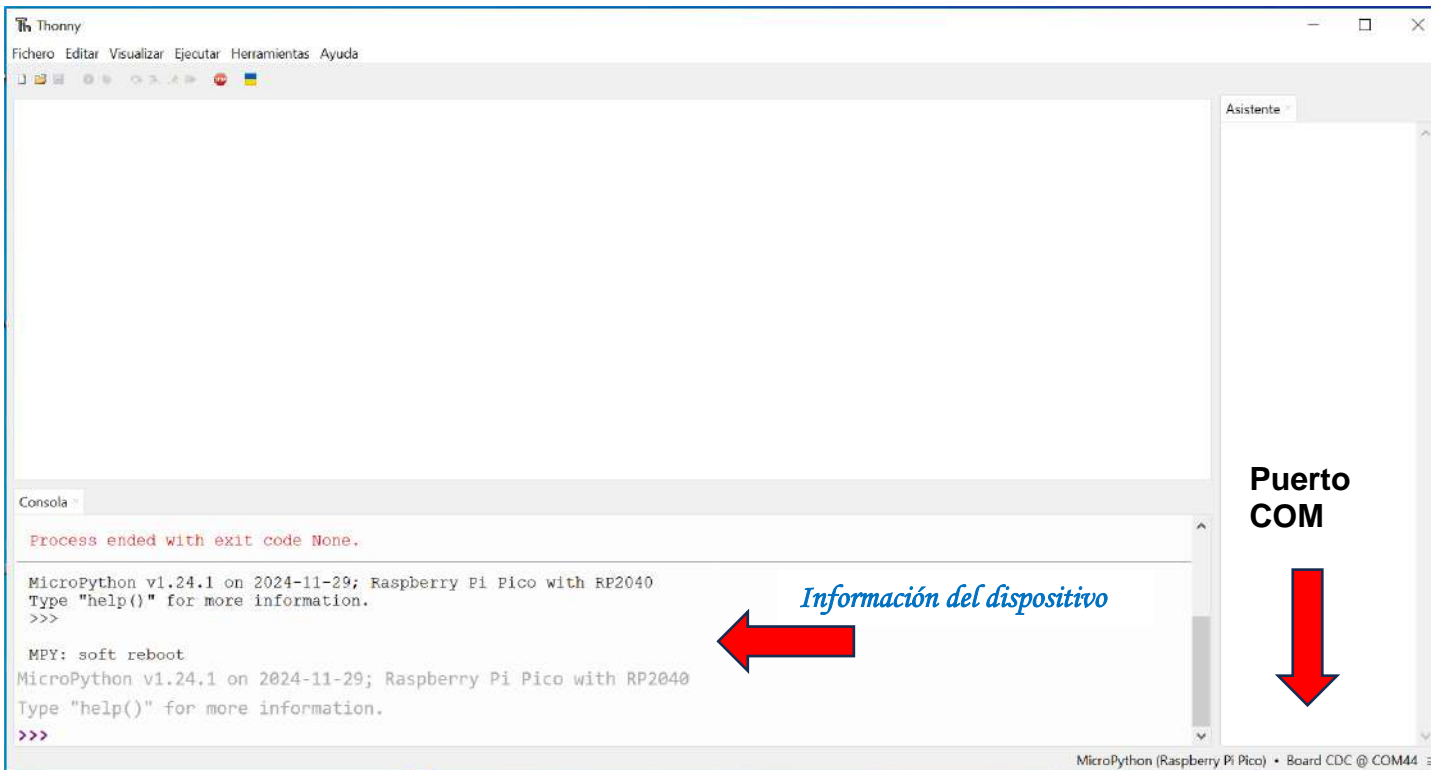 Thonny
Fichero Editar Visualizar Ejecutar Herramientas Ayuda
Asistente
Puerto
COM
Consola
Process ended with exit code None.
MicroPython v1.24.1 on 2024-11-29; Raspberry Pi Pico with RP2040
Type "help()" for more information.
>>>
Información del dispositivo
MPY: soft reboot
MicroPython v1.24.1 on 2024-11-29; Raspberry Pi Pico with RP2040
Type "help()" for more information.
>>>
MicroPython (Raspberry Pi Pico) • Board CDC @ COM44